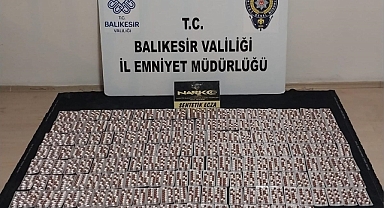 T.C.
BALIKESİR
VALİLİĞİ
T.C.
BALIKESİR VALİLİĞİ
İL EMNİYET MÜDÜRLÜĞÜ
NARKO
SENTETİK ECZA